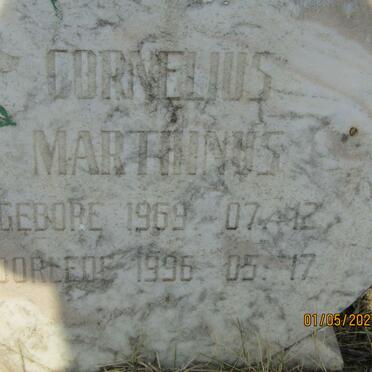 CORNELIUS
MARTHINUS
GEBORE 1969 07.12
OORLEDE 1996 05.17
01/05/202